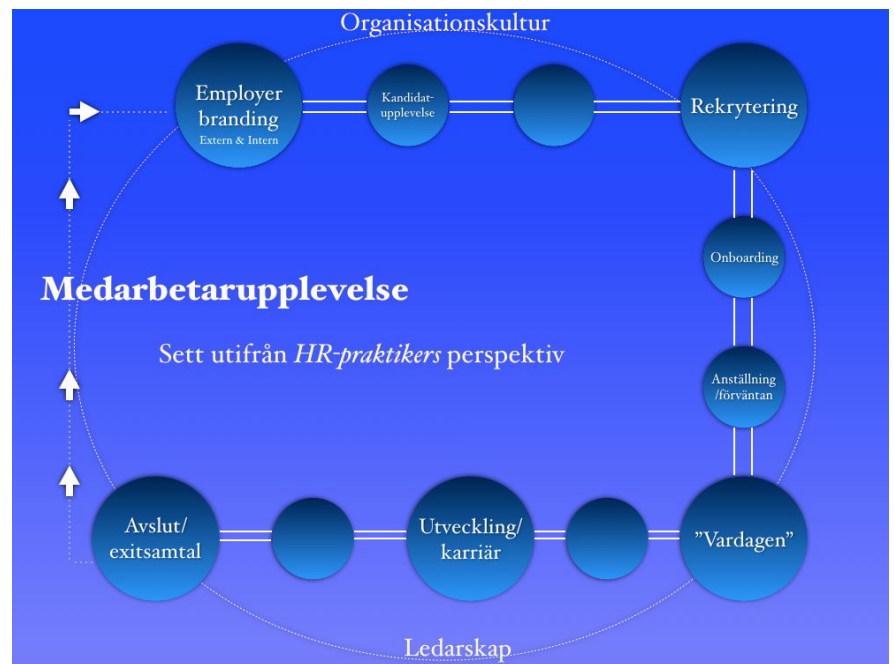 Organisationskultur
Employer
branding
Extern & Intern
Kandidat-
upplevelse
Rekrytering
Onboarding
Medarbetarupplevelse
Sett utifrån HR-praktikers perspektiv
Anställning
/förväntan
Avslut/
exitsamtal
Utveckling/
karriär
”Vardagen”
Ledarskap